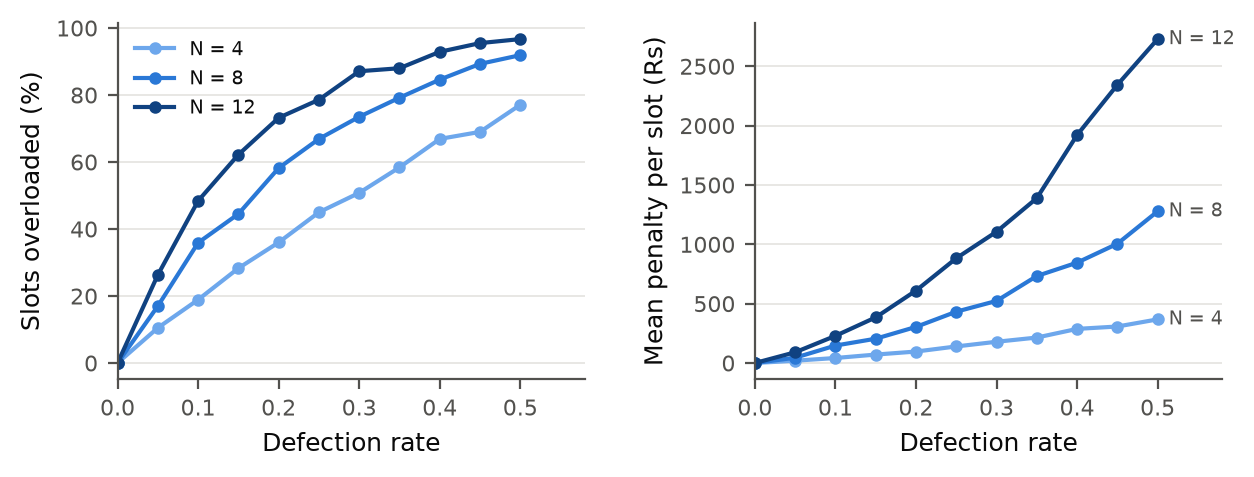 Slots overloaded (%)
100
80
60
40
20
0
N = 4
N = 8
N = 12
0.0 0.1 0.2 0.3 0.4 0.5
Defection rate
Mean penalty per slot (Rs)
2500
2000
1500
1000
500
0
N = 12
N = 8
N = 4
0.0 0.1 0.2 0.3 0.4 0.5
Defection rate